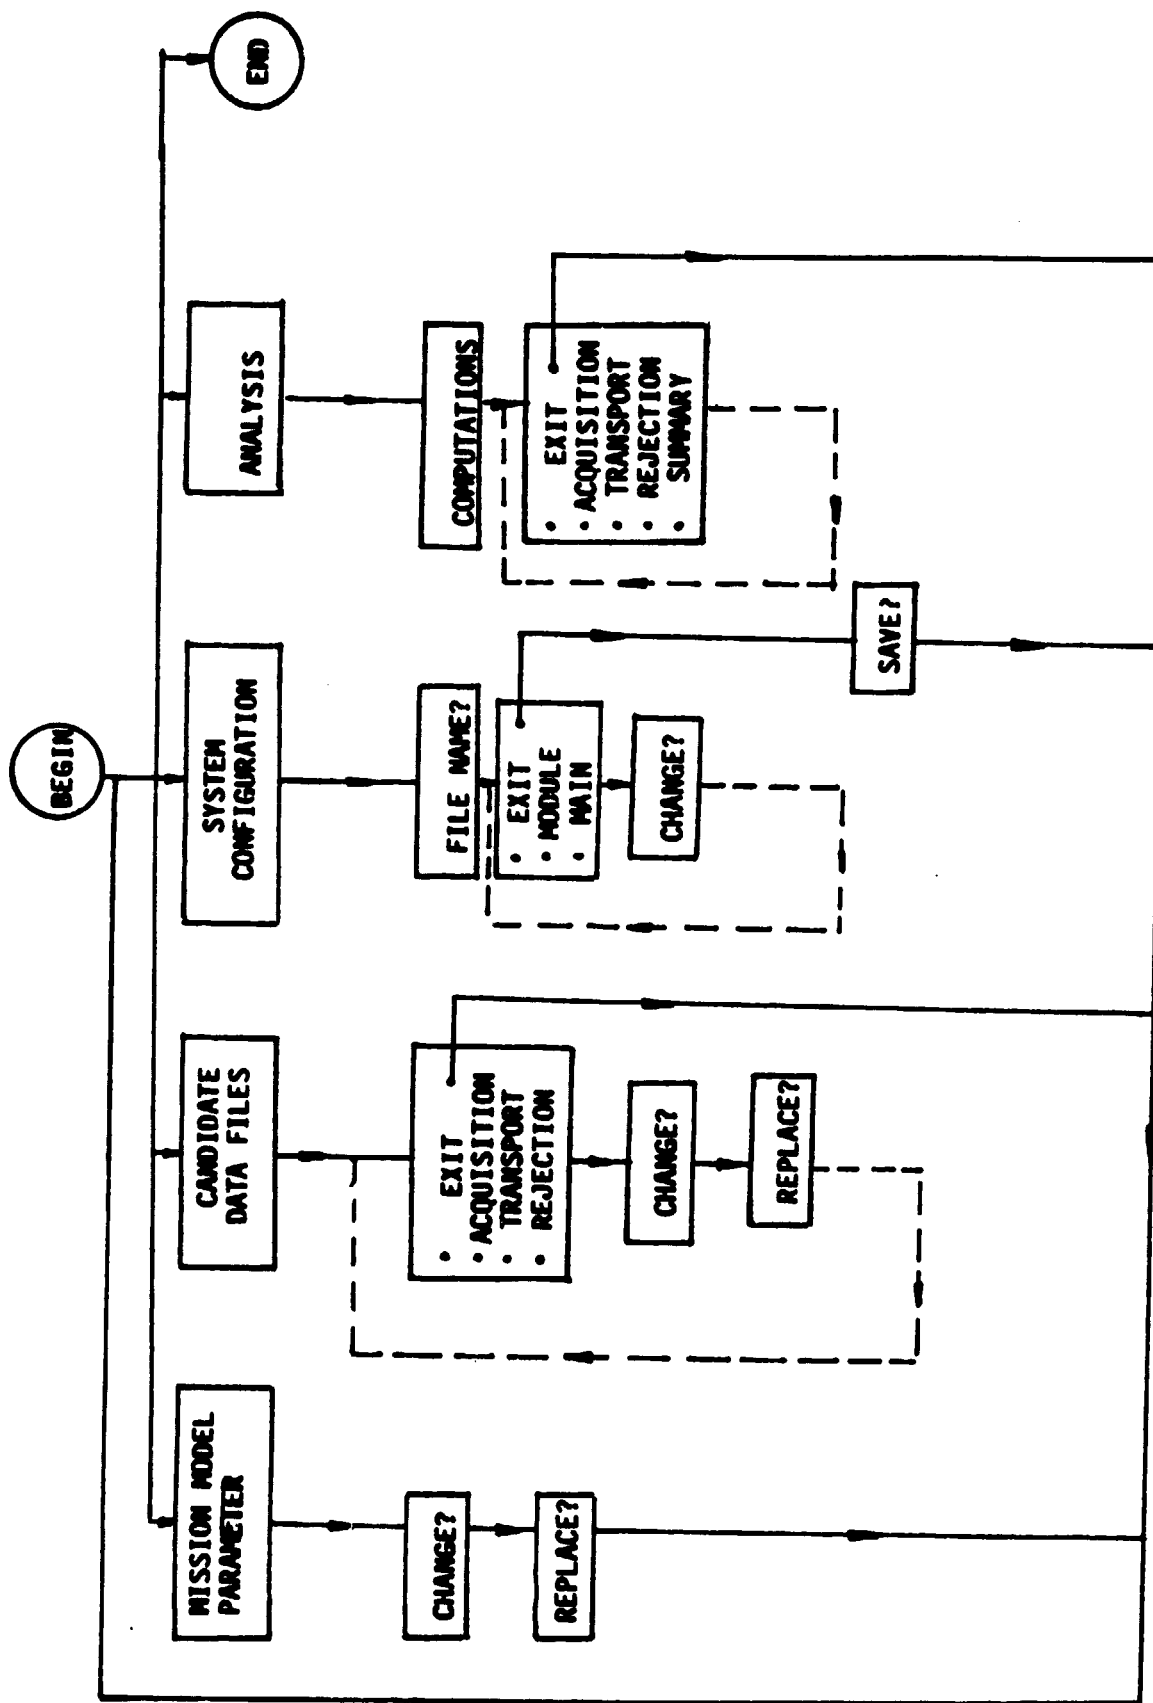 BEGIN
END
MISSION MODEL
PARAMETER
CHANGE?
REPLACE?
CANDIDATE
DATA FILES
• EXIT
• ACQUISITION
• TRANSPORT
• REJECTION
CHANGE?
REPLACE?
SYSTEM
CONFIGURATION
FILE NAME?
• EXIT
• MODULE
• MAIN
CHANGE?
SAVE?
ANALYSIS
COMPUTATIONS
• EXIT
• ACQUISITION
• TRANSPORT
• REJECTION
• SUMMARY